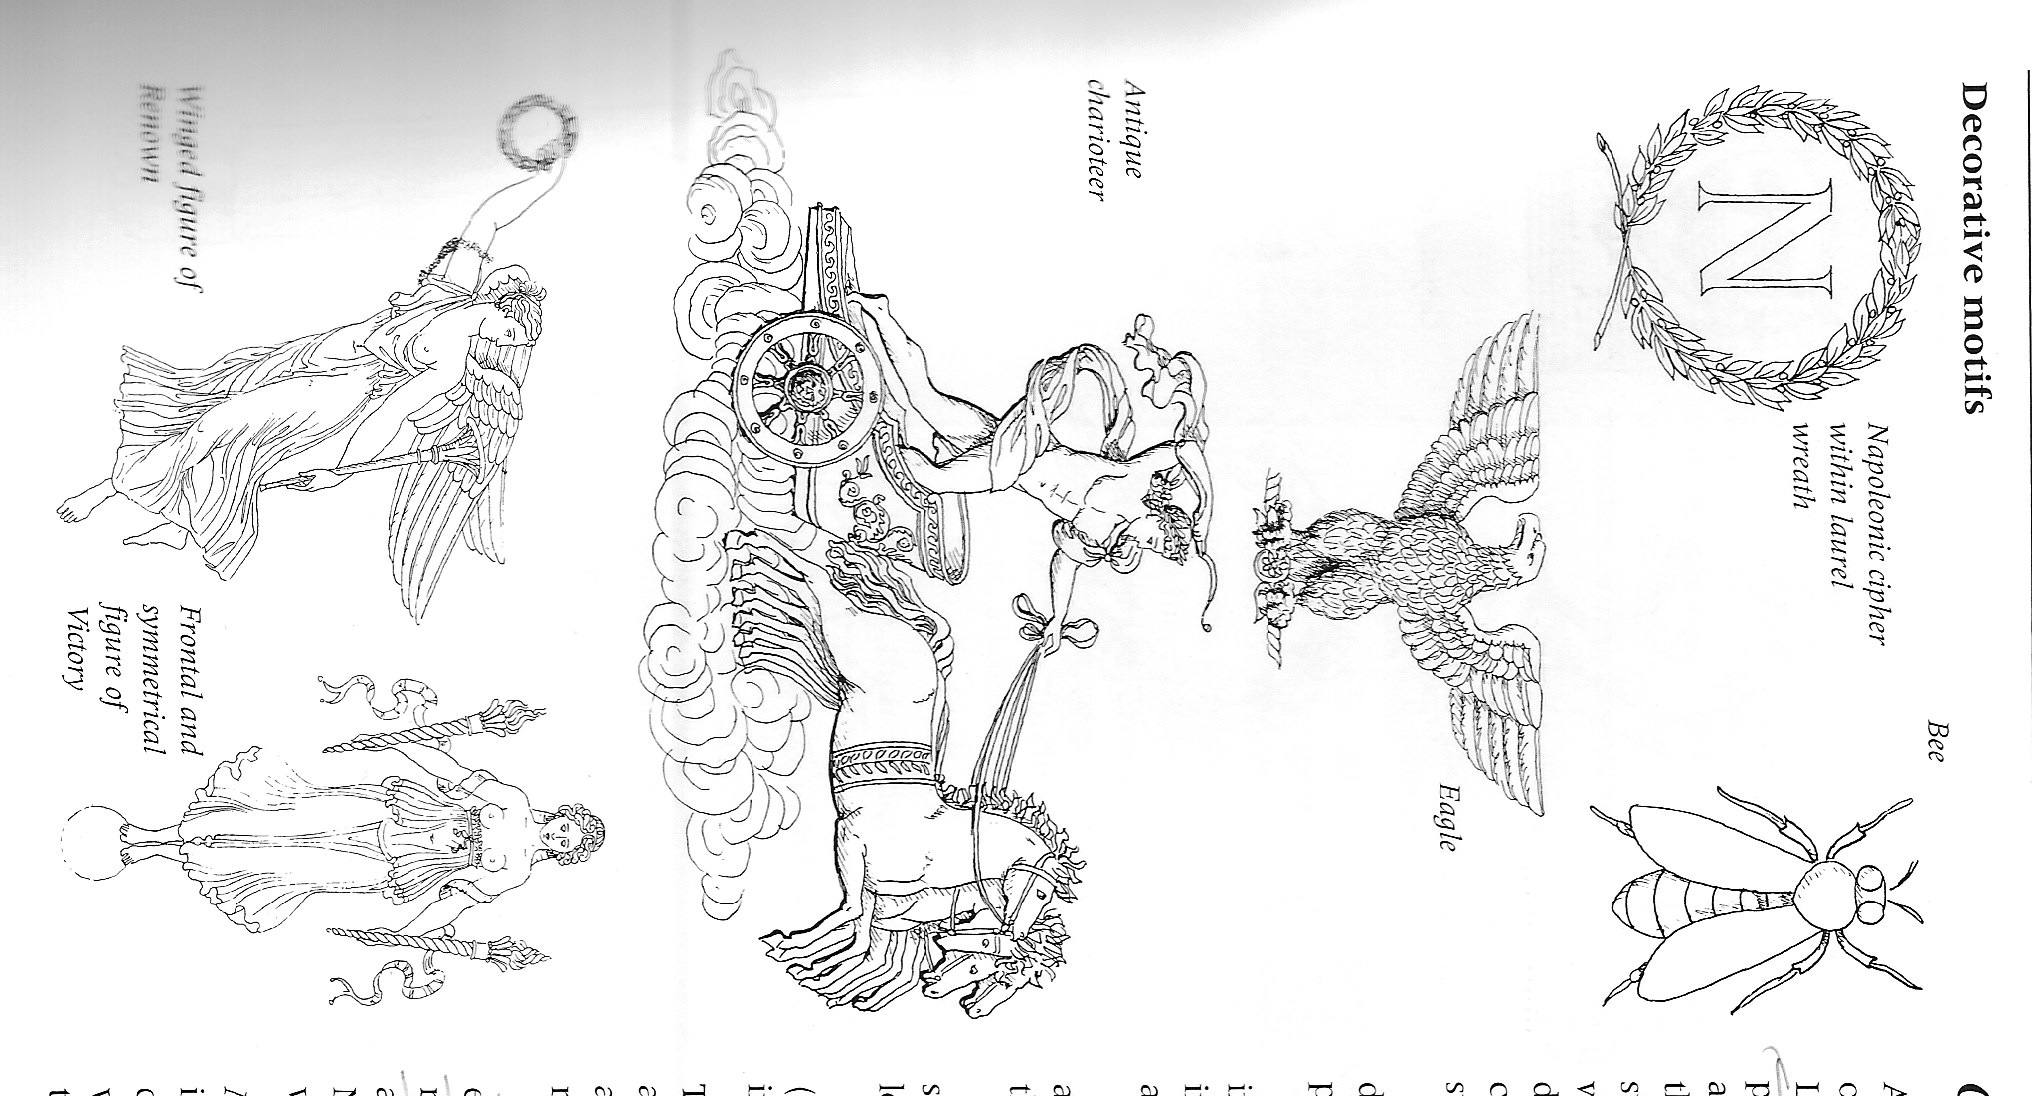 Decorative motifs
N
Napoleonic cipher
within laurel
wreath
Bee
Eagle
Antique
charioteer
Winged figure of
Renown
Frontal and
symmetrical
figure of
Victory